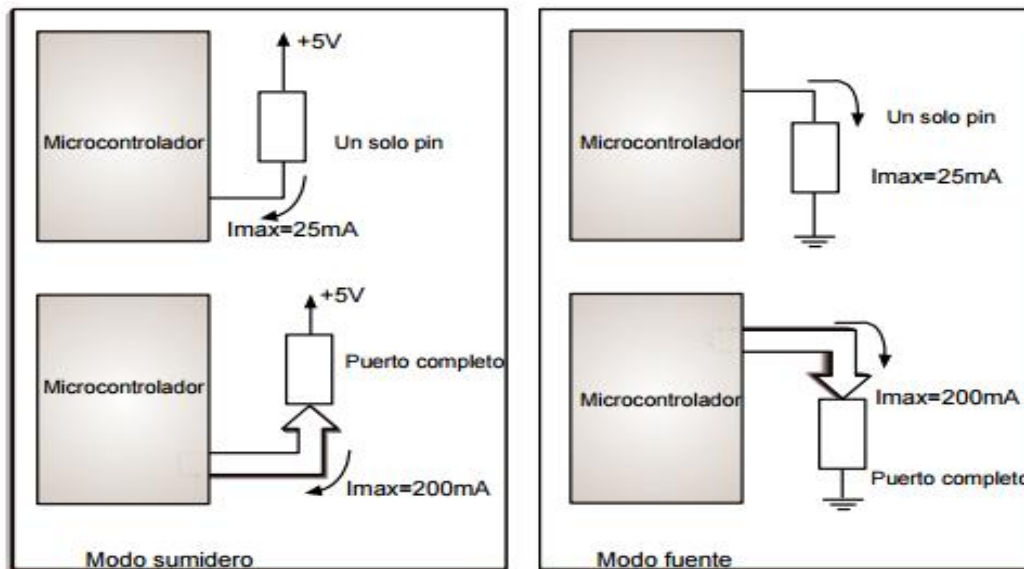 +5V
Microcontrolador
Un solo pin
Imax=25mA
+5V
Puerto completo
Microcontrolador
Imax=200mA
Modo sumidero
Microcontrolador
Un solo pin
Imax=25mA
Microcontrolador
Imax=200mA
Puerto completo
Modo fuente